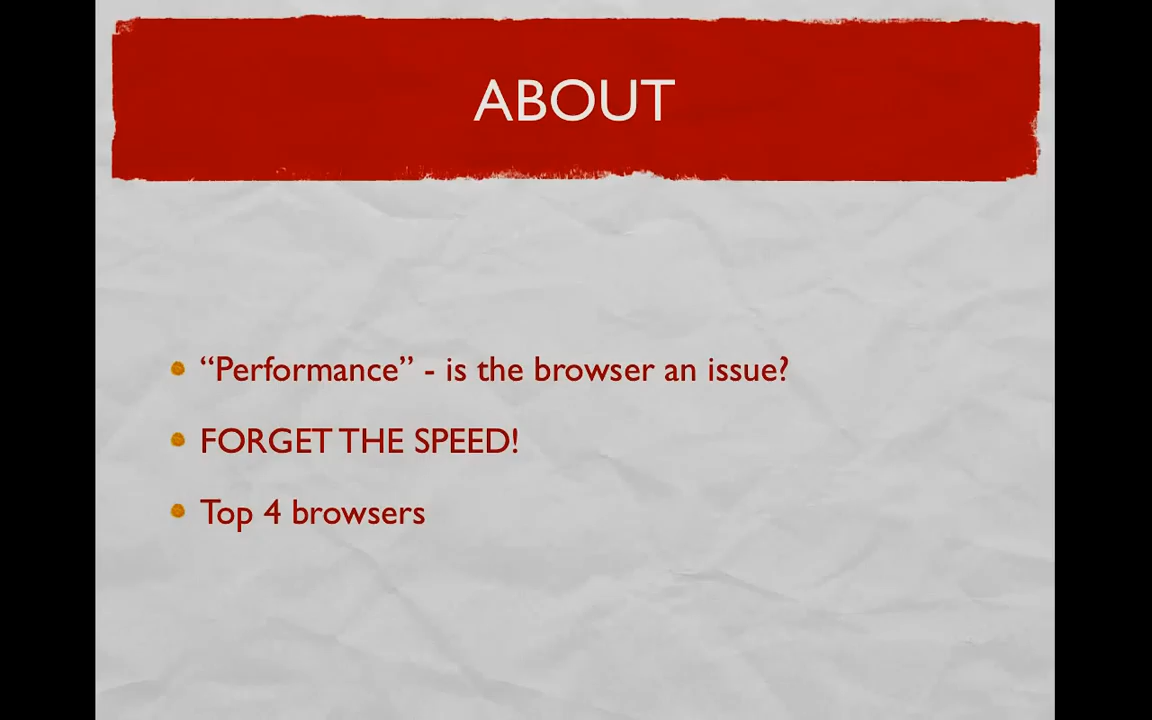 ABOUT
“Performance” - is the browser an issue?
FORGET THE SPEED!
Top 4 browsers